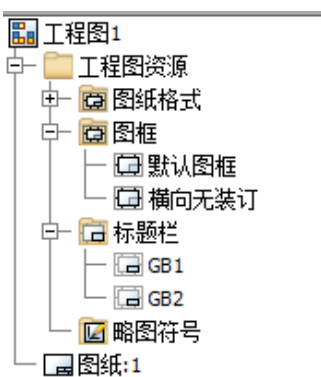 工程图1
工程图资源
图纸格式
图框
默认图框
横向无装订
标题栏
GB1
GB2
略图符号
图纸:1